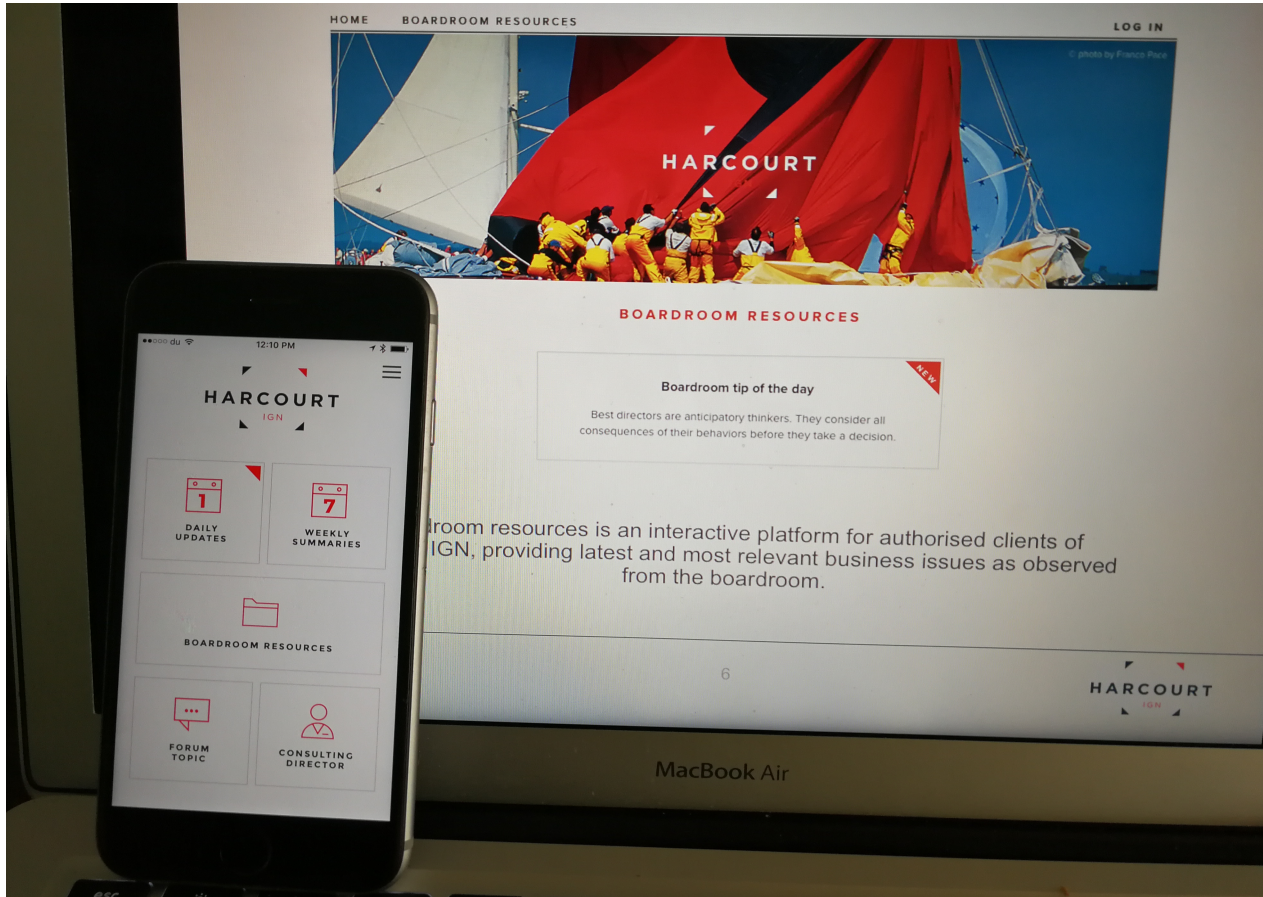 HOME BOARDROOM RESOURCES LOG IN
© photo by Franco Pace
HARCOURT
BOARDROOM RESOURCES
NEW
Boardroom tip of the day
Best directors are anticipatory thinkers. They consider all
consequences of their behaviors before they take a decision.
resources is an interactive platform for authorised clients of
IGN, providing latest and most relevant business issues as observed
from the boardroom.
6
HARCOURT
IGN
MacBook Air
du 12:10 PM
HARCOURT
IGN
1
DAILY
UPDATES
7
WEEKLY
SUMMARIES
BOARDROOM RESOURCES
FORUM
TOPIC
CONSULTING
DIRECTOR
esc